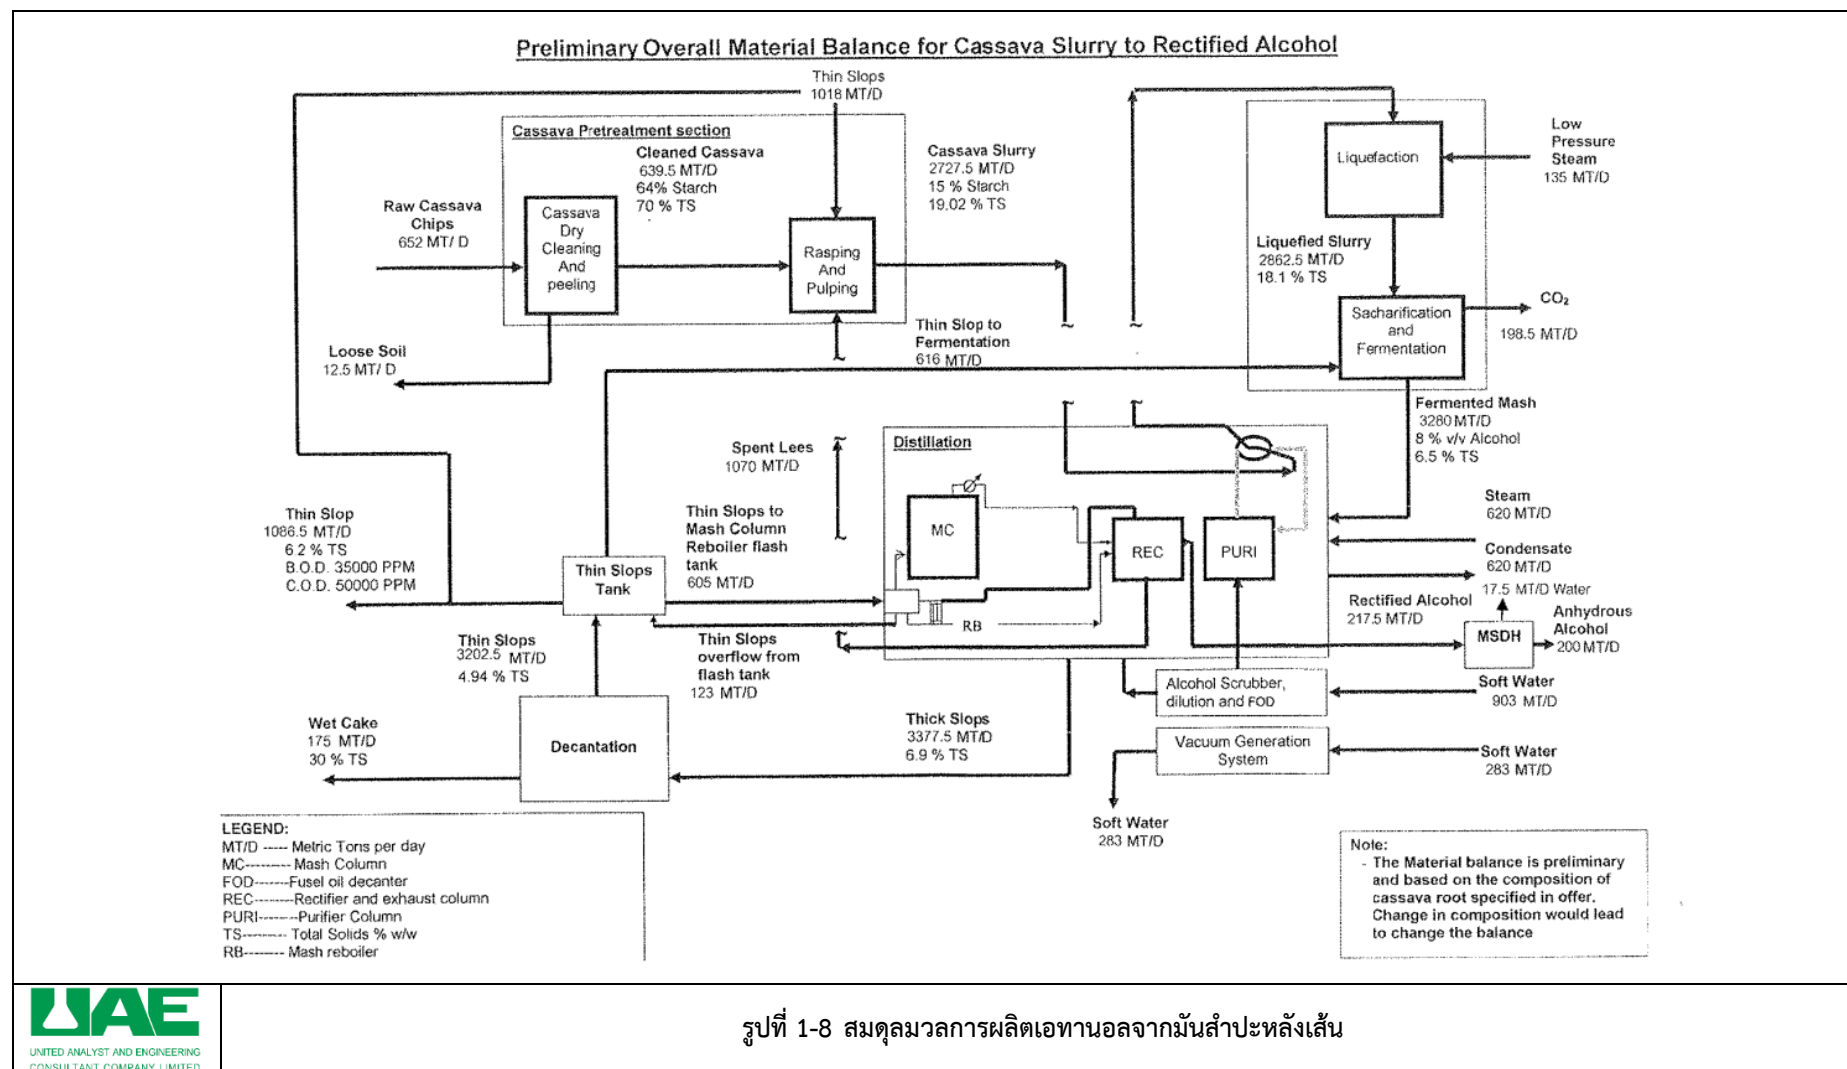 Preliminary Overall Material Balance for Cassava Slurry to Rectified Alcohol
Thin Slops
1018 MT/D
Cassava Pretreatment section
Cleaned Cassava
639.5 MT/D
64% Starch
70 % TS
Cassava Slurry
2727.5 MT/D
15 % Starch
19.02 % TS
Raw Cassava
Chips
652 MT/ D
Cassava
Dry
Cleaning
And
peeling
Rasping
And
Pulping
Loose Soil
12.5 MT/ D
Thin Slop to
Fermentation
616 MT/D
Liquefaction
Low
Pressure
Steam
135 MT/D
Liquefied Slurry
2862.5 MT/D
18.1 % TS
Sacharification
and
Fermentation
CO₂
198.5 MT/D
Fermented Mash
3280 MT/D
8 % v/v Alcohol
6.5 % TS
Spent Lees
1070 MT/D
Distillation
MC
REC
PURI
RB
Thin Slop
1086.5 MT/D
6.2 % TS
B.O.D. 35000 PPM
C.O.D. 50000 PPM
Thin Slops to
Mash Column
Reboiler flash
tank
605 MT/D
Thin Slops
Tank
Steam
620 MT/D
Condensate
620 MT/D
17.5 MT/D Water
Rectified Alcohol
217.5 MT/D
MSDH
Anhydrous
Alcohol
200 MT/D
Thin Slops
3202.5 MT/D
4.94 % TS
Thin Slops
overflow from
flash tank
123 MT/D
Alcohol Scrubber,
dilution and FOD
Soft Water
903 MT/D
Wet Cake
175 MT/D
30 % TS
Decantation
Thick Slops
3377.5 MT/D
6.9 % TS
Vacuum Generation
System
Soft Water
283 MT/D
Soft Water
283 MT/D
LEGEND:
MT/D ----- Metric Tons per day
MC--------- Mash Column
FOD-------Fusel oil decanter
REC--------Rectifier and exhaust column
PURI--------Purifier Column
TS--------- Total Solids % w/w
RB-------- Mash reboiler
Note:
- The Material balance is preliminary
and based on the composition of
cassava root specified in offer.
Change in composition would lead
to change the balance
UAE
UNITED ANALYST AND ENGINEERING
CONSULTANT COMPANY LIMITED
รูปที่ 1-8 สมดุลมวลการผลิตเอทานอลจากมันสำปะหลังเส้น